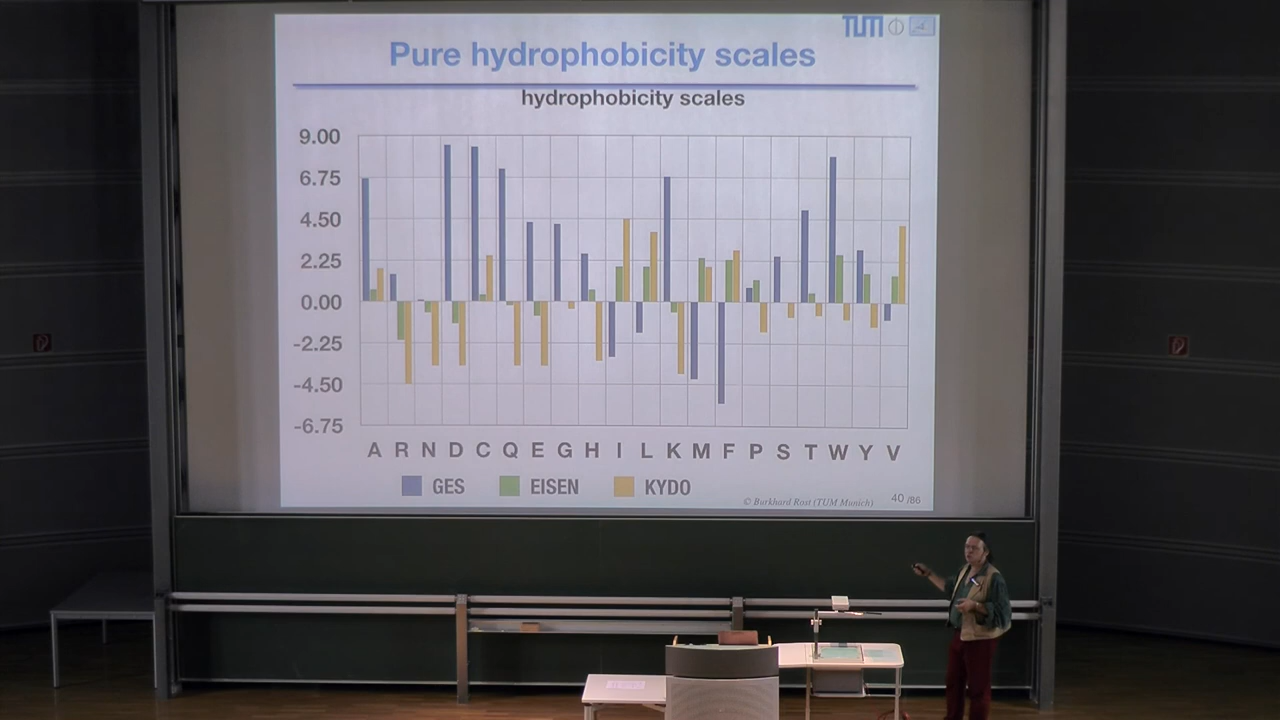 TUM
Pure hydrophobicity scales
hydrophobicity scales
9.00
6.75
4.50
2.25
0.00
-2.25
-4.50
-6.75
A R N D C Q E G H I L K M F P S T W Y V
GES EISEN KYDO
© Burkhard Rost (TUM Munich)
40 /86